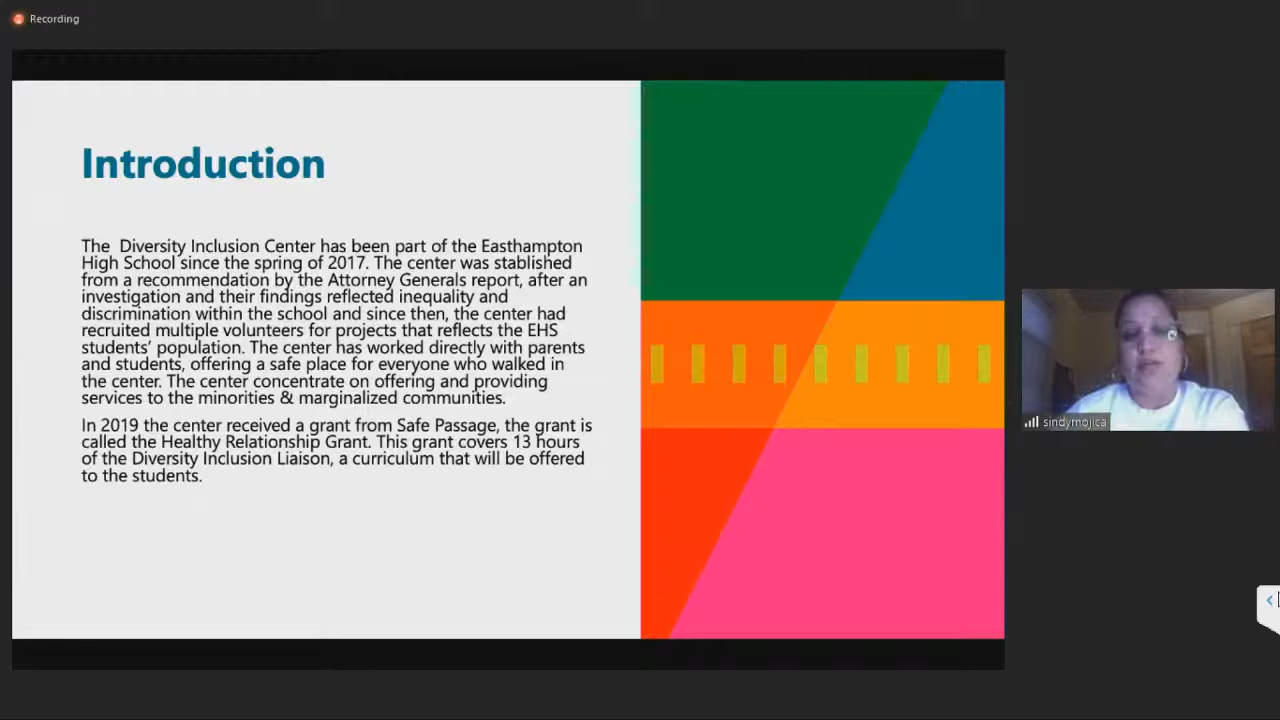 Recording
Introduction
The Diversity Inclusion Center has been part of the Easthampton
High School since the spring of 2017. The center was stablished
from a recommendation by the Attorney Generals report, after an
investigation and their findings reflected inequality and
discrimination within the school and since then, the center had
recruited multiple volunteers for projects that reflects the EHS
students’ population. The center has worked directly with parents
and students, offering a safe place for everyone who walked in
the center. The center concentrate on offering and providing
services to the minorities & marginalized communities.
In 2019 the center received a grant from Safe Passage, the grant is
called the Healthy Relationship Grant. This grant covers 13 hours
of the Diversity Inclusion Liaison, a curriculum that will be offered
to the students.
sindymojica